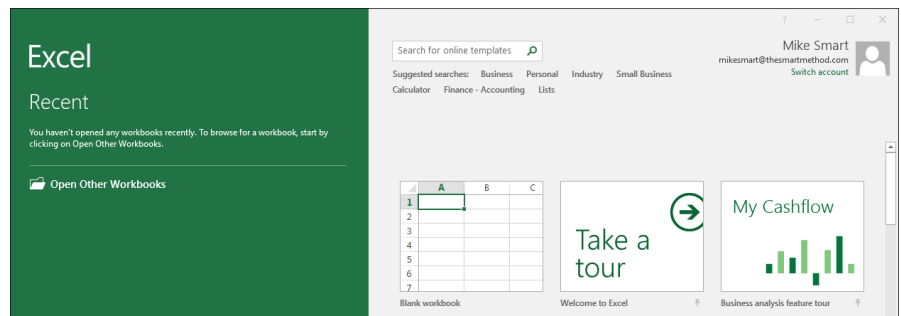 Excel
Recent
You haven't opened any workbooks recently. To browse for a workbook, start by
clicking on Open Other Workbooks.
Open Other Workbooks
?
Search for online templates
Mike Smart
mikesmart@thesmartmethod.com
Switch account
Suggested searches: Business Personal Industry Small Business
Calculator Finance - Accounting Lists
A B C
1
2
3
4
5
6
7
Blank workbook
Take a
tour
Welcome to Excel
My Cashflow
Business analysis feature tour